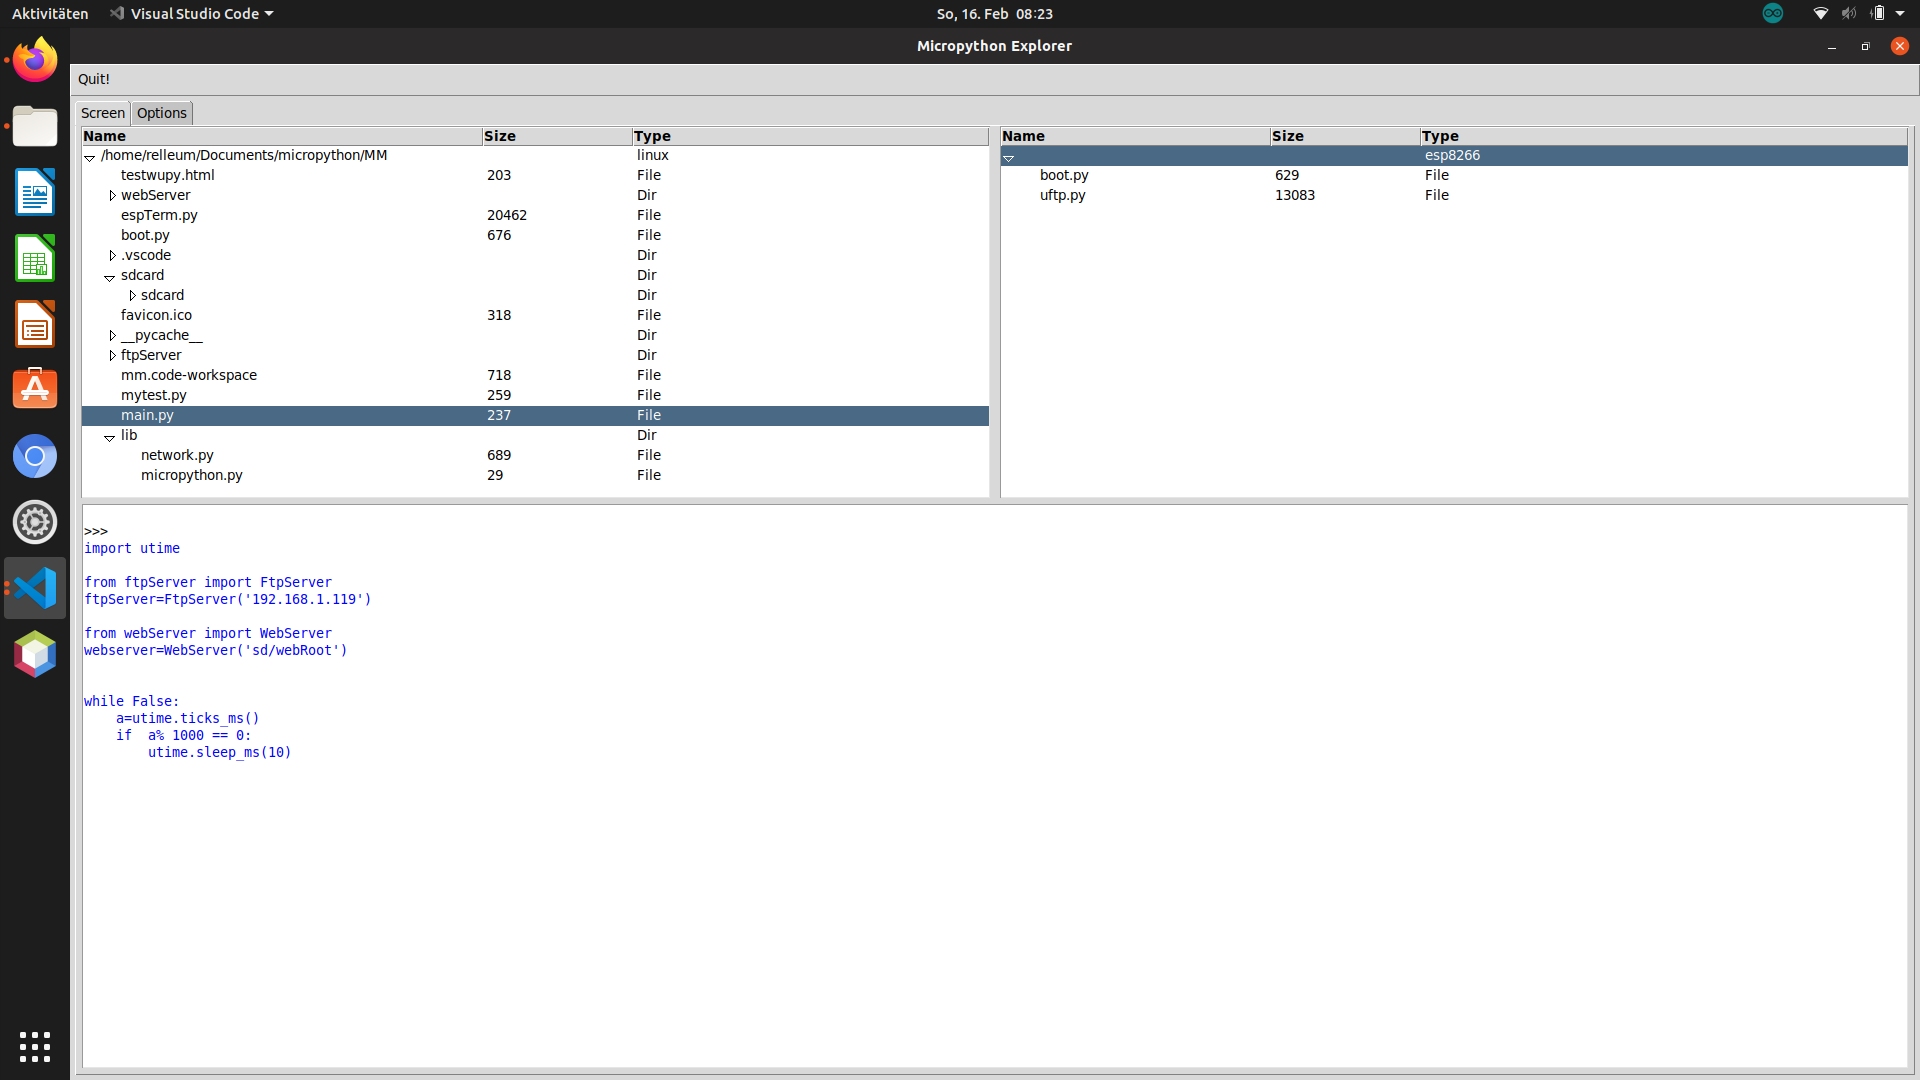 Aktivitäten Visual Studio Code So, 16. Feb 08:23
Micropython Explorer
Quit!
Screen Options
Name Size Type
/home/relleum/Documents/micropython/MM linux
testwupy.html 203 File
webServer Dir
espTerm.py 20462 File
boot.py 676 File
.vscode Dir
sdcard Dir
sdcard Dir
favicon.ico 318 File
__pycache__ Dir
ftpServer Dir
mm.code-workspace 718 File
mytest.py 259 File
main.py 237 File
lib Dir
network.py 689 File
micropython.py 29 File
Name Size Type
esp8266
boot.py 629 File
uftp.py 13083 File
>>>
import utime
from ftpServer import FtpServer
ftpServer=FtpServer('192.168.1.119')
from webServer import WebServer
webserver=WebServer('sd/webRoot')
while False:
    a=utime.ticks_ms()
    if  a% 1000 == 0:
        utime.sleep_ms(10)